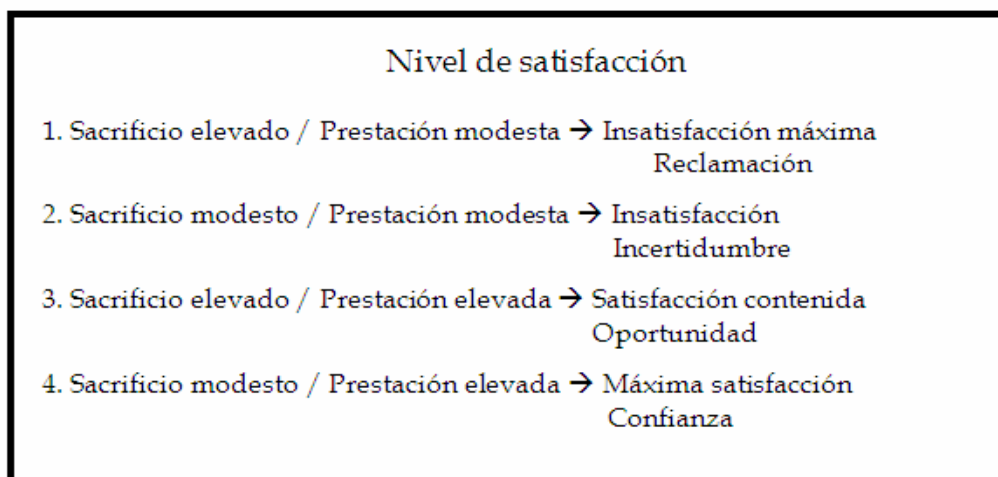 Nivel de satisfacción
1. Sacrificio elevado / Prestación modesta → Insatisfacción máxima
Reclamación
2. Sacrificio modesto / Prestación modesta → Insatisfacción
Incertidumbre
3. Sacrificio elevado / Prestación elevada → Satisfacción contenida
Oportunidad
4. Sacrificio modesto / Prestación elevada → Máxima satisfacción
Confianza